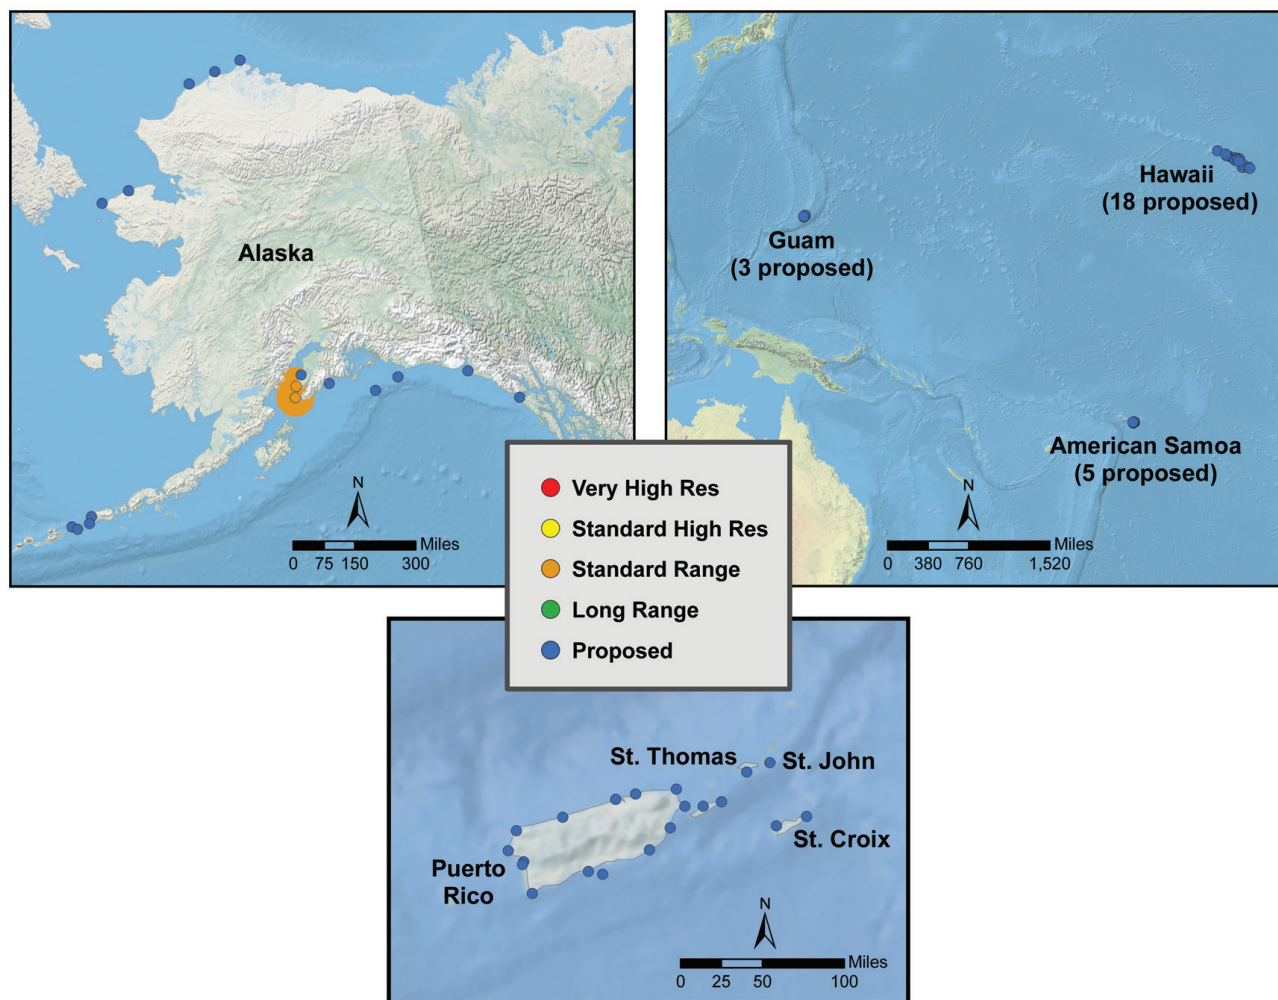 Alaska
N
Miles
0 75 150 300
Hawaii
(18 proposed)
Guam
(3 proposed)
American Samoa
(5 proposed)
N
Miles
0 380 760 1,520
Very High Res
Standard High Res
Standard Range
Long Range
Proposed
St. Thomas
St. John
St. Croix
Puerto
Rico
N
Miles
0 25 50 100